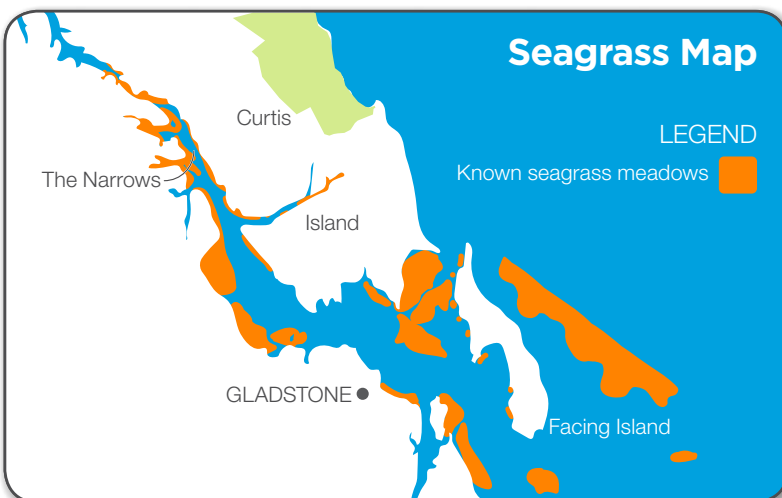 Seagrass Map
LEGEND
Known seagrass meadows
Curtis
The Narrows
Island
GLADSTONE
Facing Island